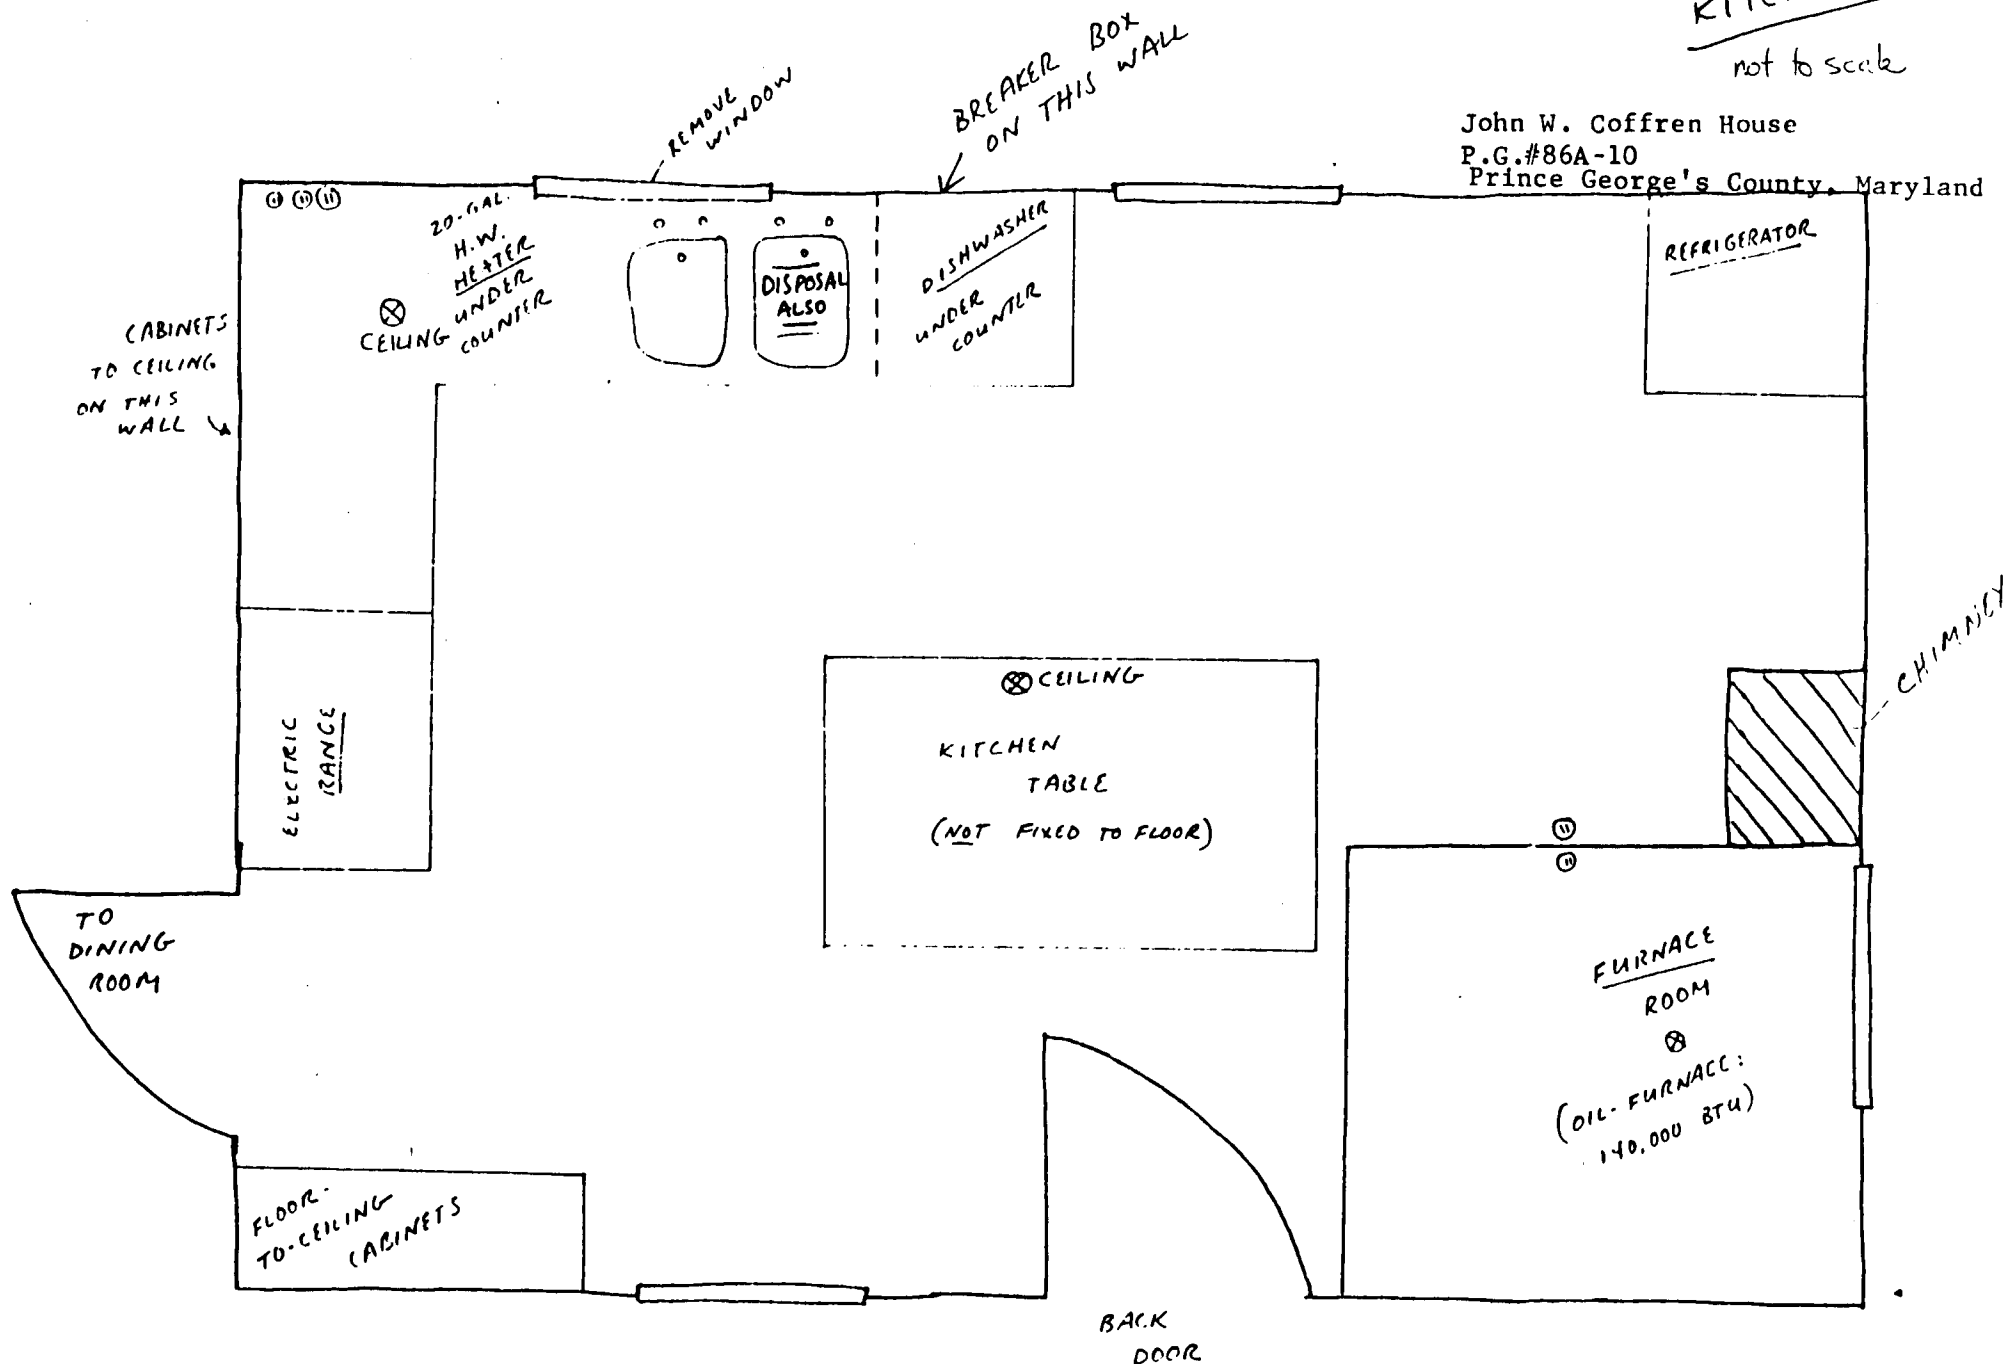 not to scale
John W. Coffren House
P.G.#86A-10
Prince George's County, Maryland
REMOVE
WINDOW
BREAKER BOX
ON THIS WALL
20-GAL.
H.W.
HEATER
UNDER
COUNTER
CEILING
DISPOSAL
ALSO
DISHWASHER
UNDER
COUNTER
REFRIGERATOR
CABINETS
TO CEILING
ON THIS
WALL
CHIMNEY
ELECTRIC
RANGE
CEILING
KITCHEN
TABLE
(NOT FIXED TO FLOOR)
TO
DINING
ROOM
FURNACE
ROOM
(OIL-FURNACE:
140,000 BTU)
FLOOR-
TO-CEILING
CABINETS
BACK
DOOR